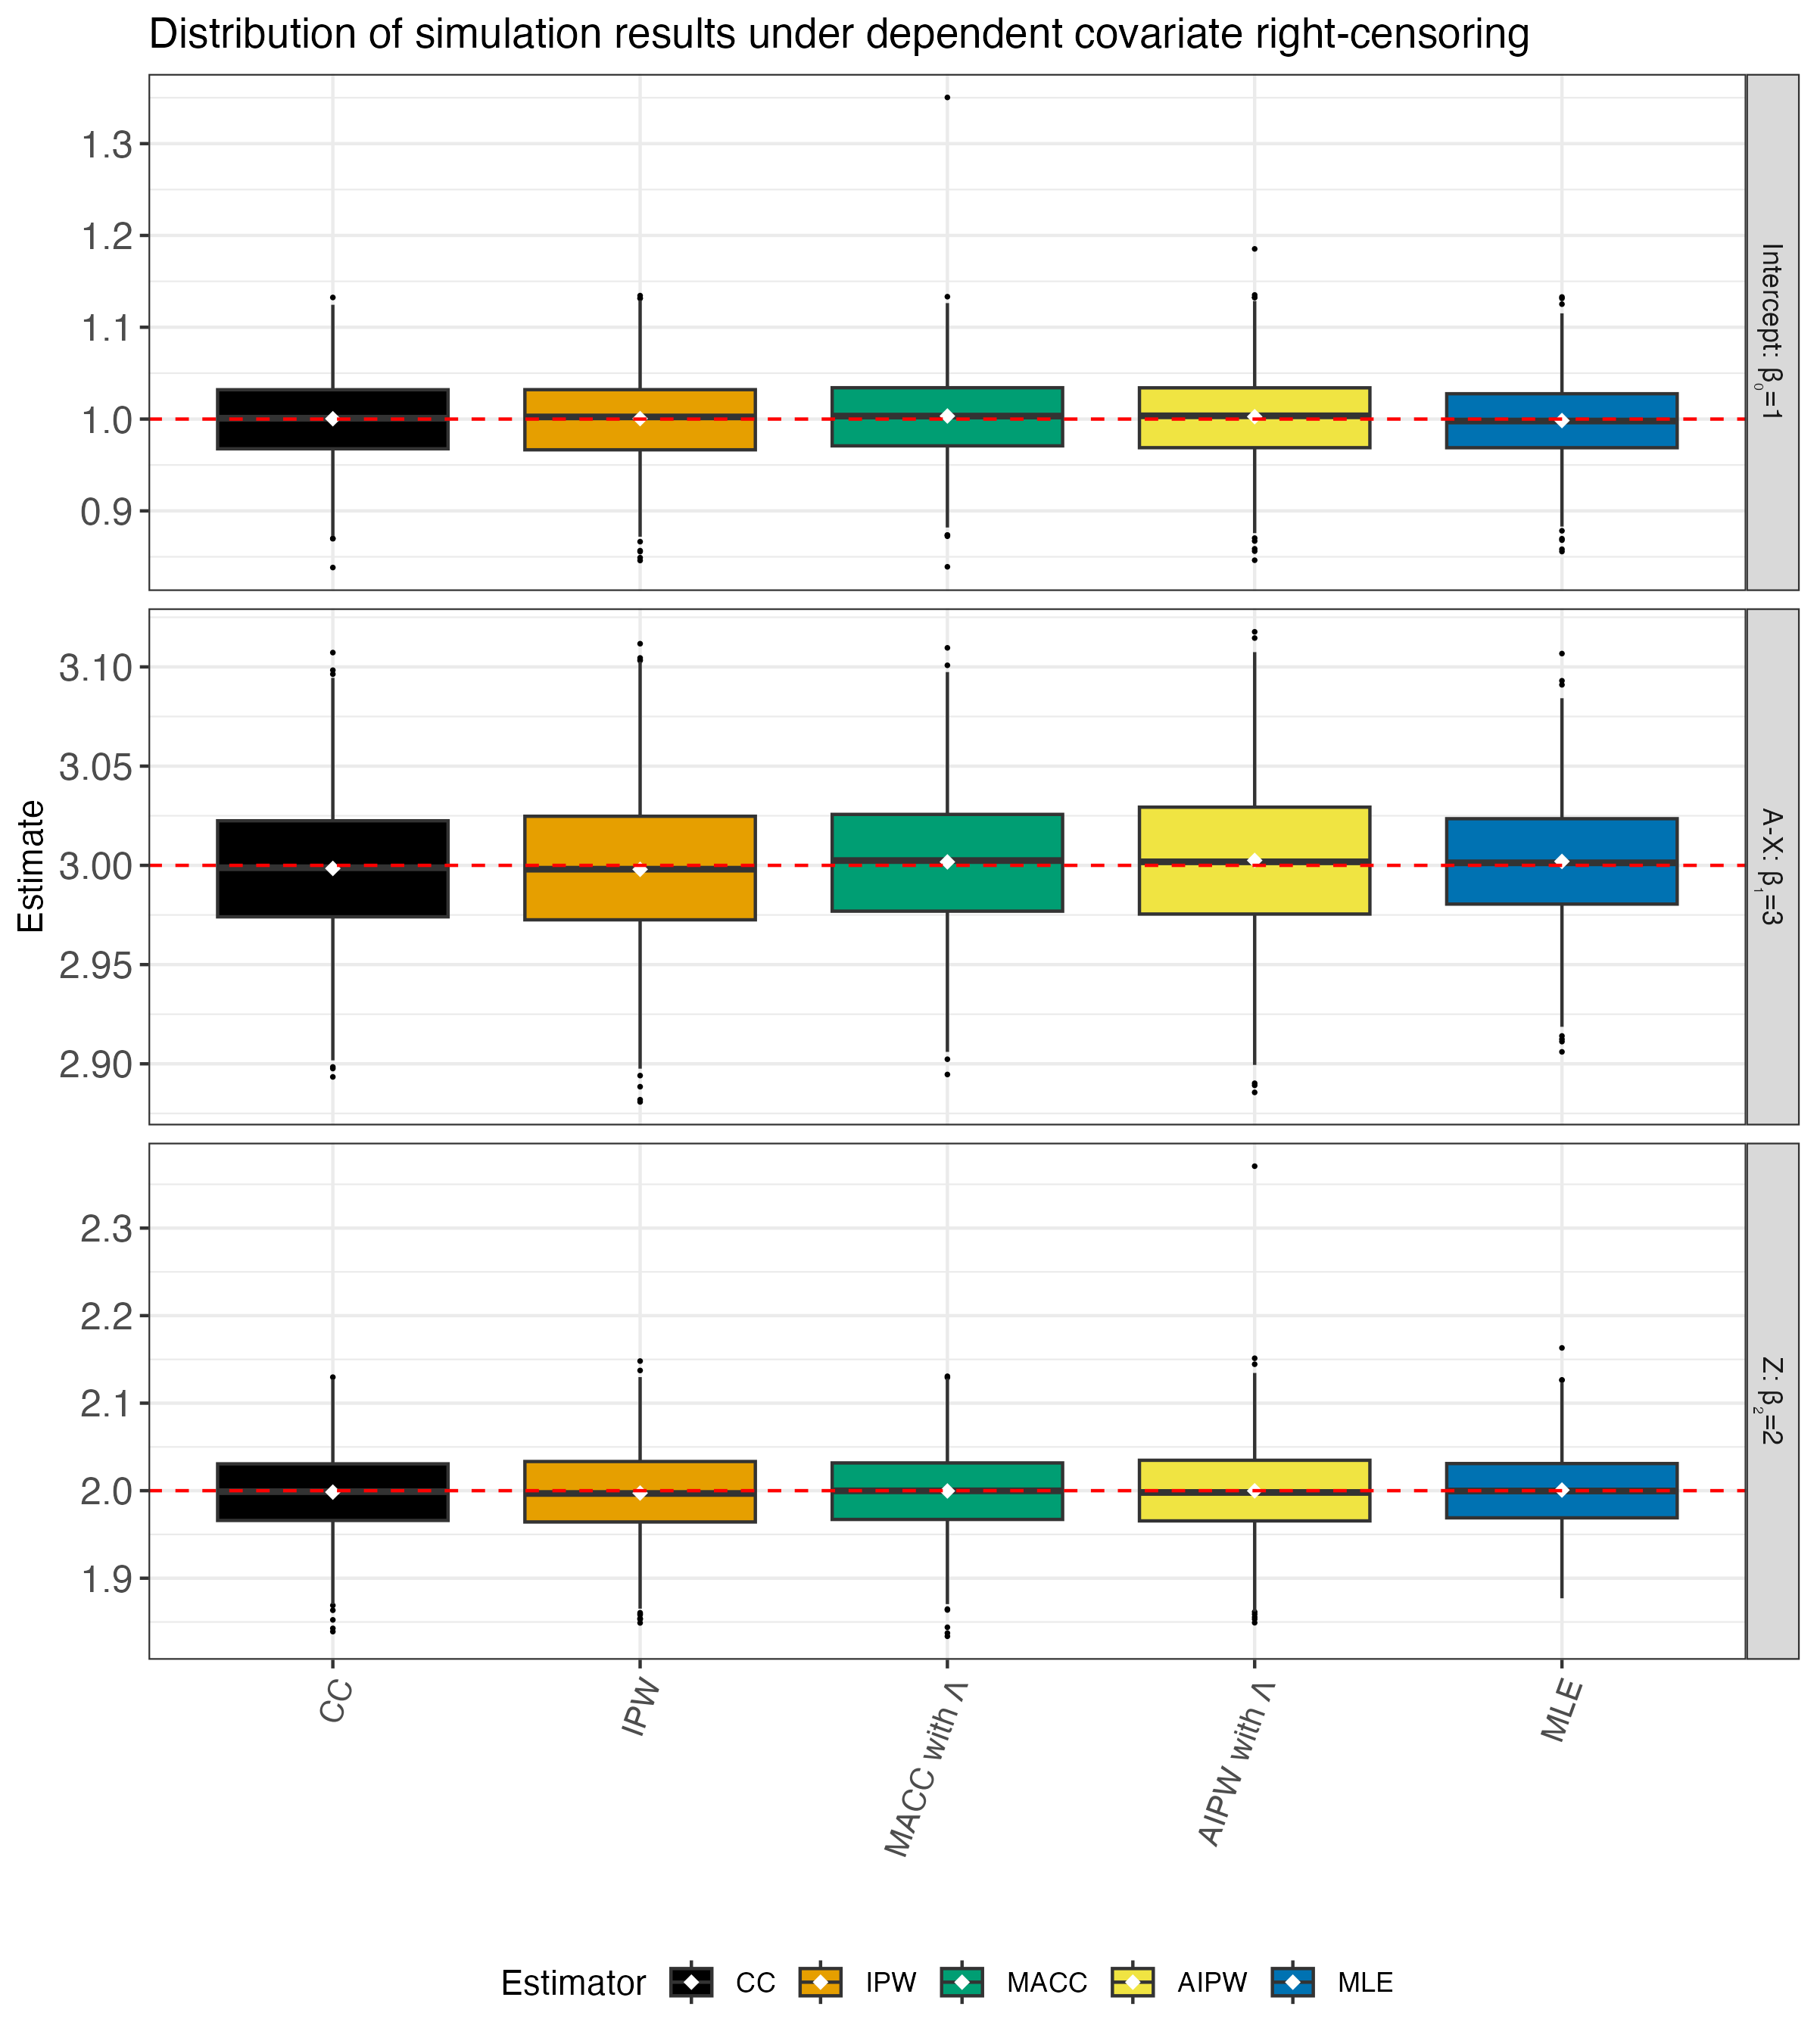 Distribution of simulation results under dependent covariate right-censoring
Estimate
1.3
1.2
1.1
1.0
0.9
Intercept: β₀=1
3.10
3.05
3.00
2.95
2.90
A-X: β₁=3
2.3
2.2
2.1
2.0
1.9
Z: β₂=2
CC
IPW
MACC with Λ
AIPW with Λ
MLE
Estimator CC IPW MACC AIPW MLE